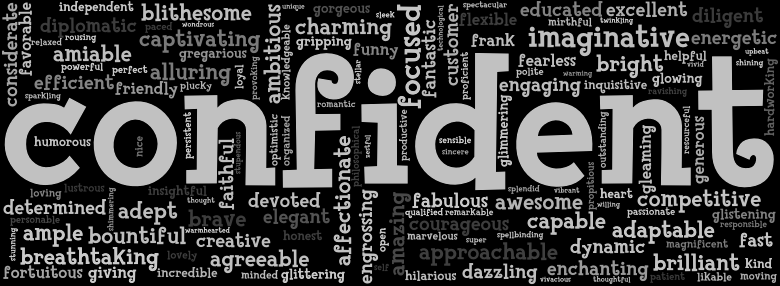 considerate
favorable
independent
diplomatic
relaxed
rousing
amiable
powerful
perfect
efficient
friendly
sparkling
blithesome
wondrous
paced
captivating
gregarious
alluring
plucky
loyal
provoking
ambitious
knowledgeable
unique
gorgeous
sleek
charming
gripping
funny
stellar
focused
fantastic
technological
customer
proficient
spectacular
flexible
frank
educated
excellent
mirthful
twinkling
diligent
imaginative
energetic
fearless
polite
warming
bright
helpful
vivid
upbeat
shining
engaging
inquisitive
glowing
ravishing
hardworking
confident
humorous
nice
persistent
faithful
stupendous
optimistic
organized
romantic
affectionate
philosophical
zestful
productive
sensible
sincere
glimmering
outstanding
propitious
gleaming
resourceful
generous
loving
lustrous
personable
determined
shimmering
adept
insightful
thought
brave
devoted
elegant
honest
stunning
ample
bountiful
warmhearted
creative
breathtaking
lovely
agreeable
fortuitous
giving
incredible
minded
glittering
engrossing
open
self
amazing
fabulous
qualified
remarkable
courageous
marvelous
super
spellbinding
approachable
hilarious
dazzling
vivacious
splendid
vibrant
awesome
willing
heart
capable
passionate
competitive
glistening
responsible
adaptable
dynamic
magnificent
fast
enchanting
thoughtful
brilliant
patient
likable
Kind
moving